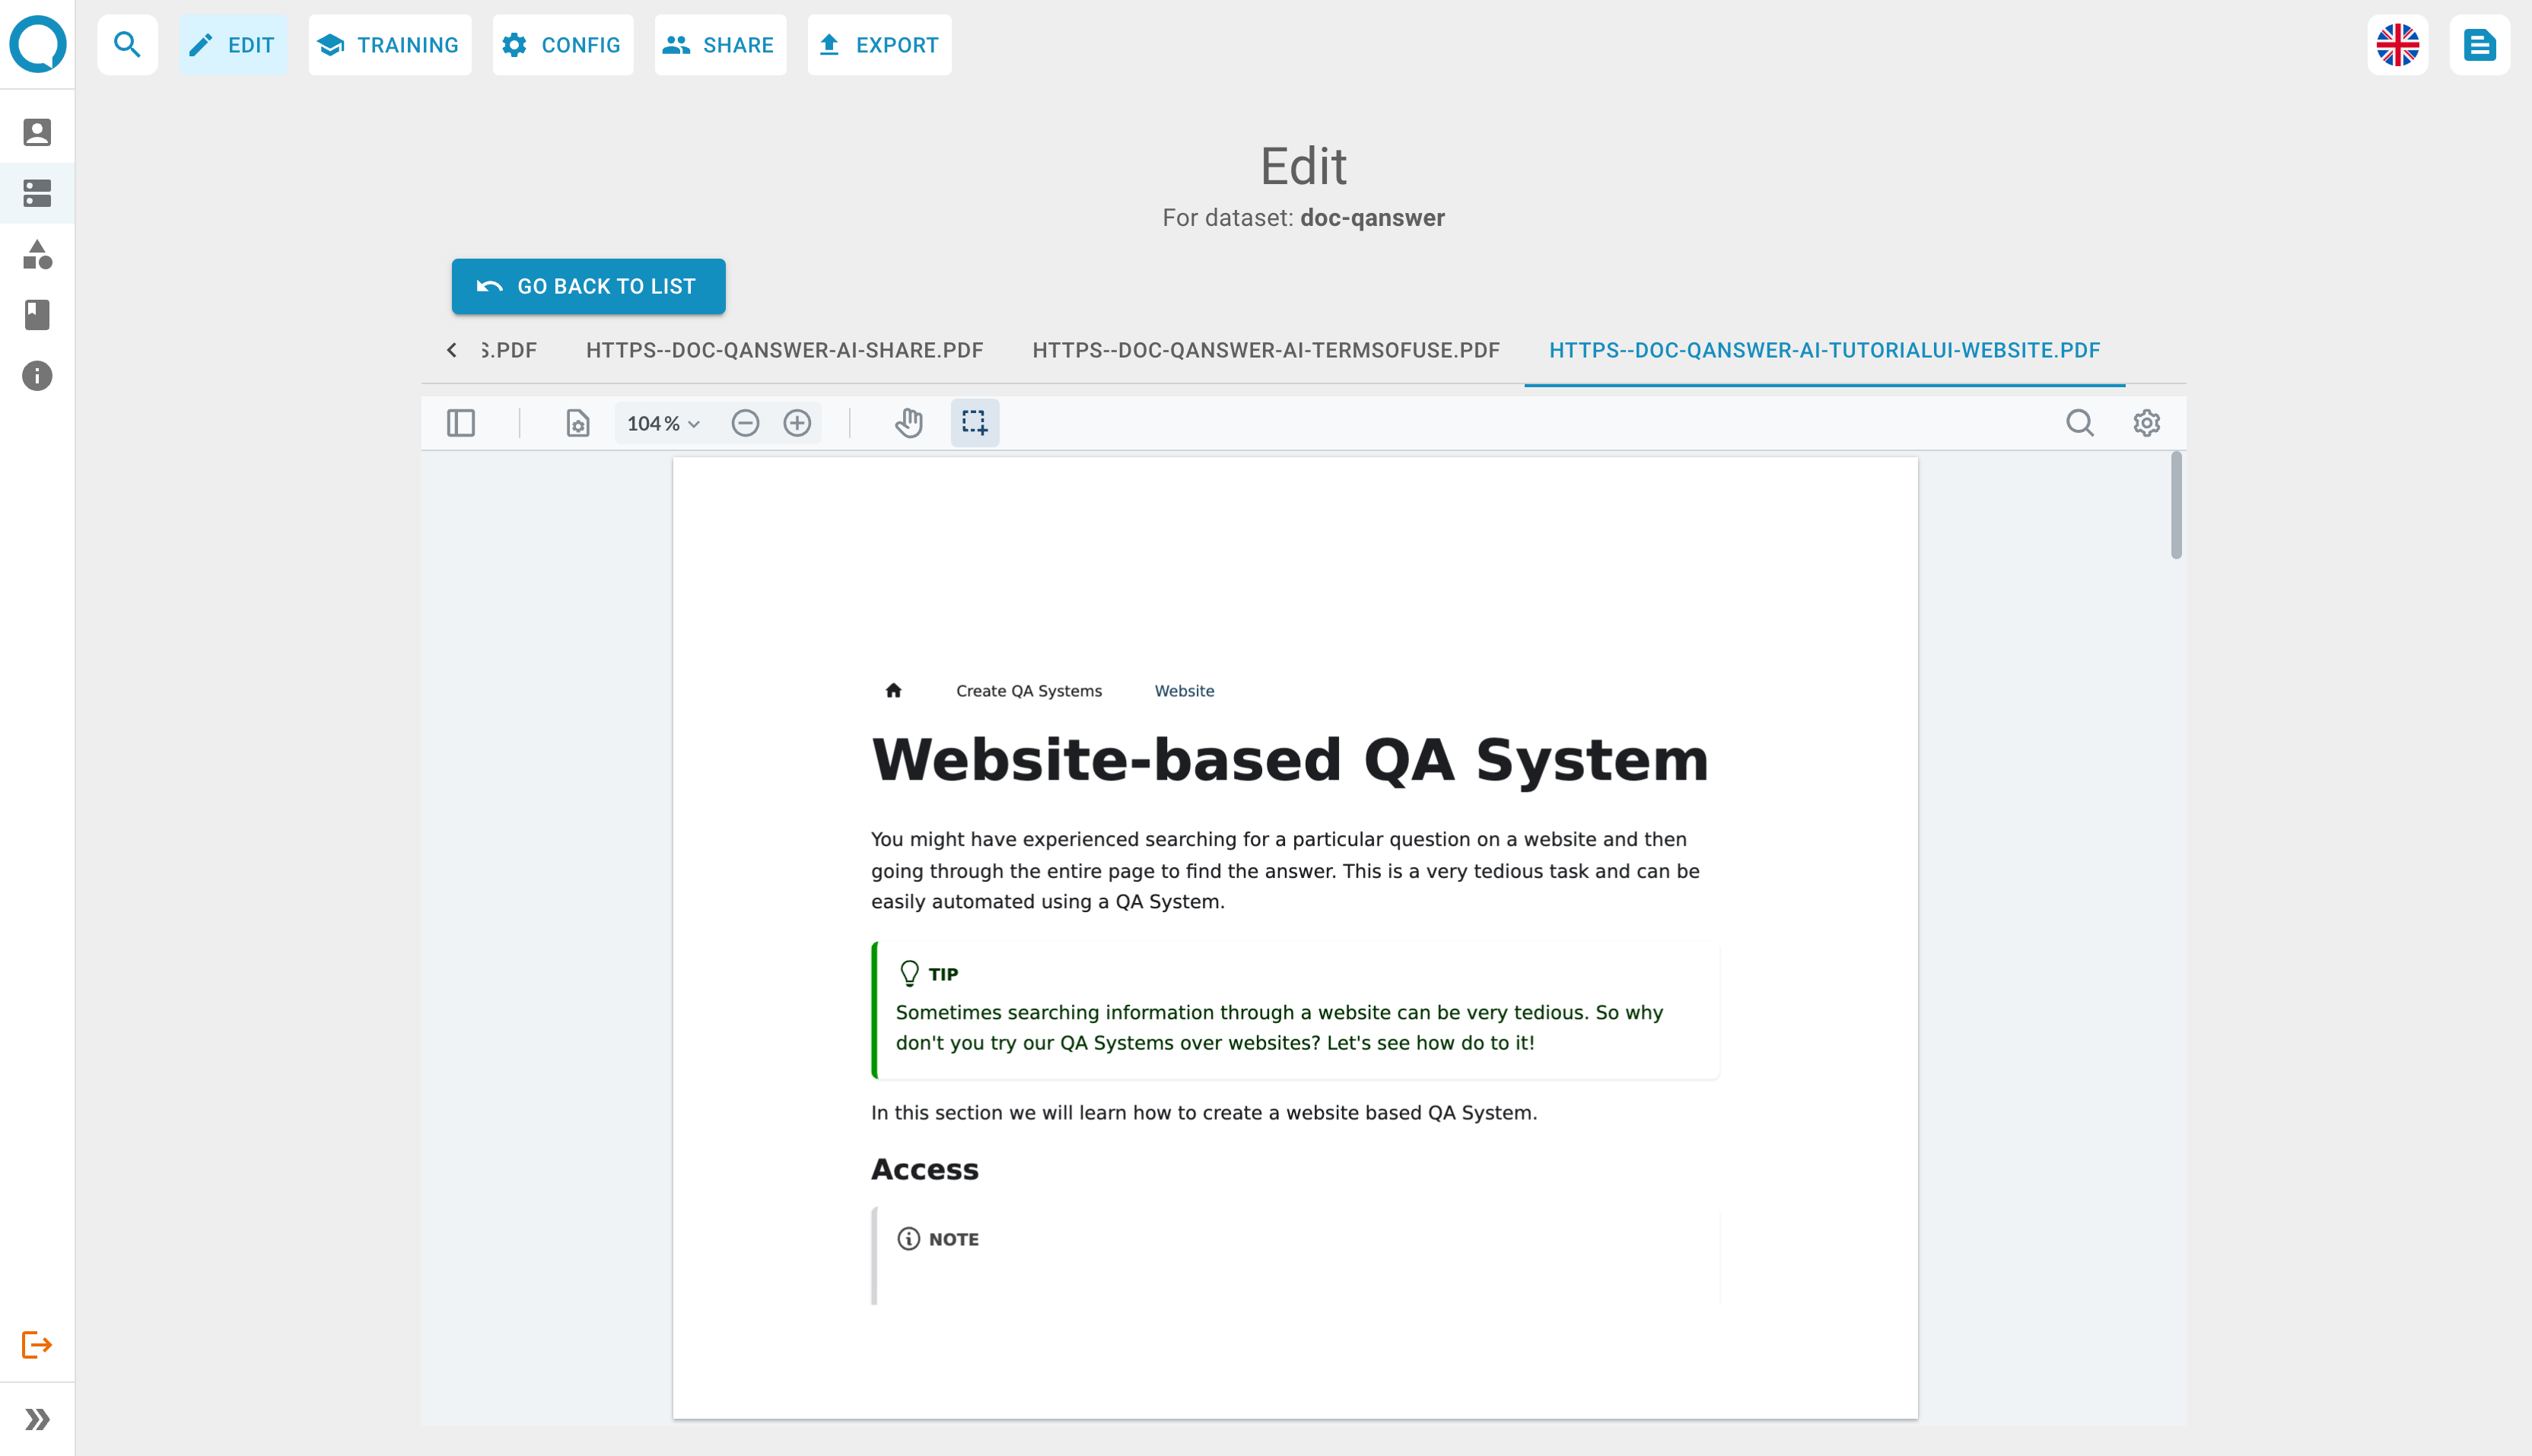 EDIT
TRAINING
CONFIG
SHARE
EXPORT
Edit
For dataset: doc-qanswer
GO BACK TO LIST
S.PDF
HTTPS--DOC-QANSWER-AI-SHARE.PDF
HTTPS--DOC-QANSWER-AI-TERMSOFUSE.PDF
HTTPS--DOC-QANSWER-AI-TUTORIALUI-WEBSITE.PDF
104%
Create QA Systems
Website
Website-based QA System
You might have experienced searching for a particular question on a website and then
going through the entire page to find the answer. This is a very tedious task and can be
easily automated using a QA System.
TIP
Sometimes searching information through a website can be very tedious. So why
don't you try our QA Systems over websites? Let's see how do to it!
In this section we will learn how to create a website based QA System.
Access
NOTE